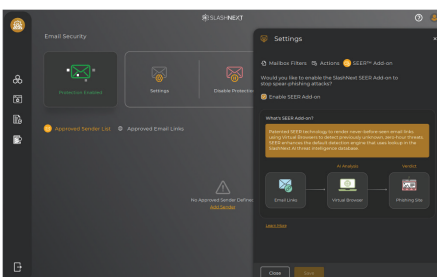 SLASHNEXT
Email Security
Protection Enabled
Settings
Disable Protectio
Approved Sender List
Approved Email Links
No Approved Sender Define
Add Sender
Settings
Mailbox Filters
Actions
SEER™ Add-on
Would you like to enable the SlashNext SEER Add-on to
stop spear-phishing attacks?
Enable SEER Add-on
What's SEER Add-on?
Patented SEER technology to render never-before-seen email links
using Virtual Browsers to detect previously unknown, zero-hour threats.
SEER enhances the default detection engine that uses lookup in the
SlashNext AI threat intelligence database.
AI Analysis
Verdict
Email Links
Virtual Browser
Phishing Site
Learn More
Close
Save